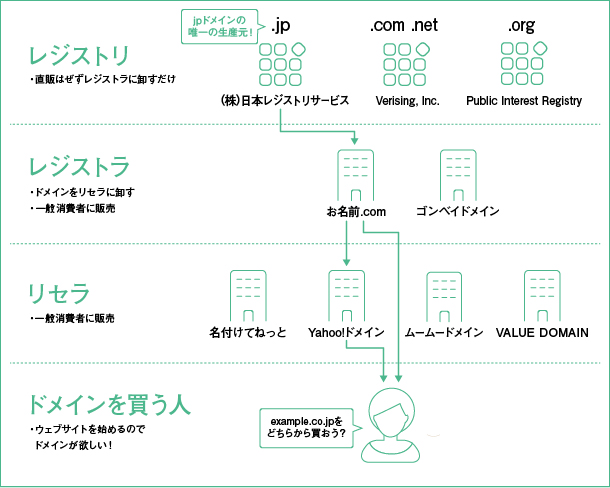 jpドメインの
唯一の生産元！
.jp
.com .net
.org
レジストリ
・直販はぜずレジストラに卸すだけ
（株）日本レジストリサービス
Verising, Inc.
Public Interest Registry
レジストラ
・ドメインをリセラに卸す
・一般消費者に販売
お名前.com
ゴンベイドメイン
リセラ
・一般消費者に販売
名付けてねっと
Yahoo!ドメイン
ムームードメイン
VALUE DOMAIN
ドメインを買う人
・ウェブサイトを始めるので
ドメインが欲しい！
example.co.jpを
どちらから買おう？